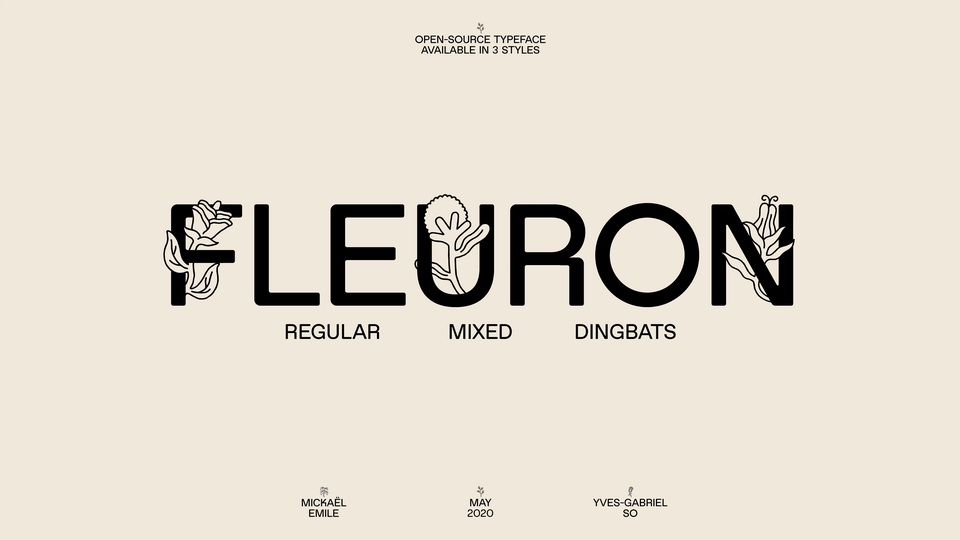 OPEN-SOURCE TYPEFACE
AVAILABLE IN 3 STYLES
FLEURON
REGULAR
MIXED
DINGBATS
MICKAËL
EMILE
MAY
2020
YVES-GABRIEL
SO